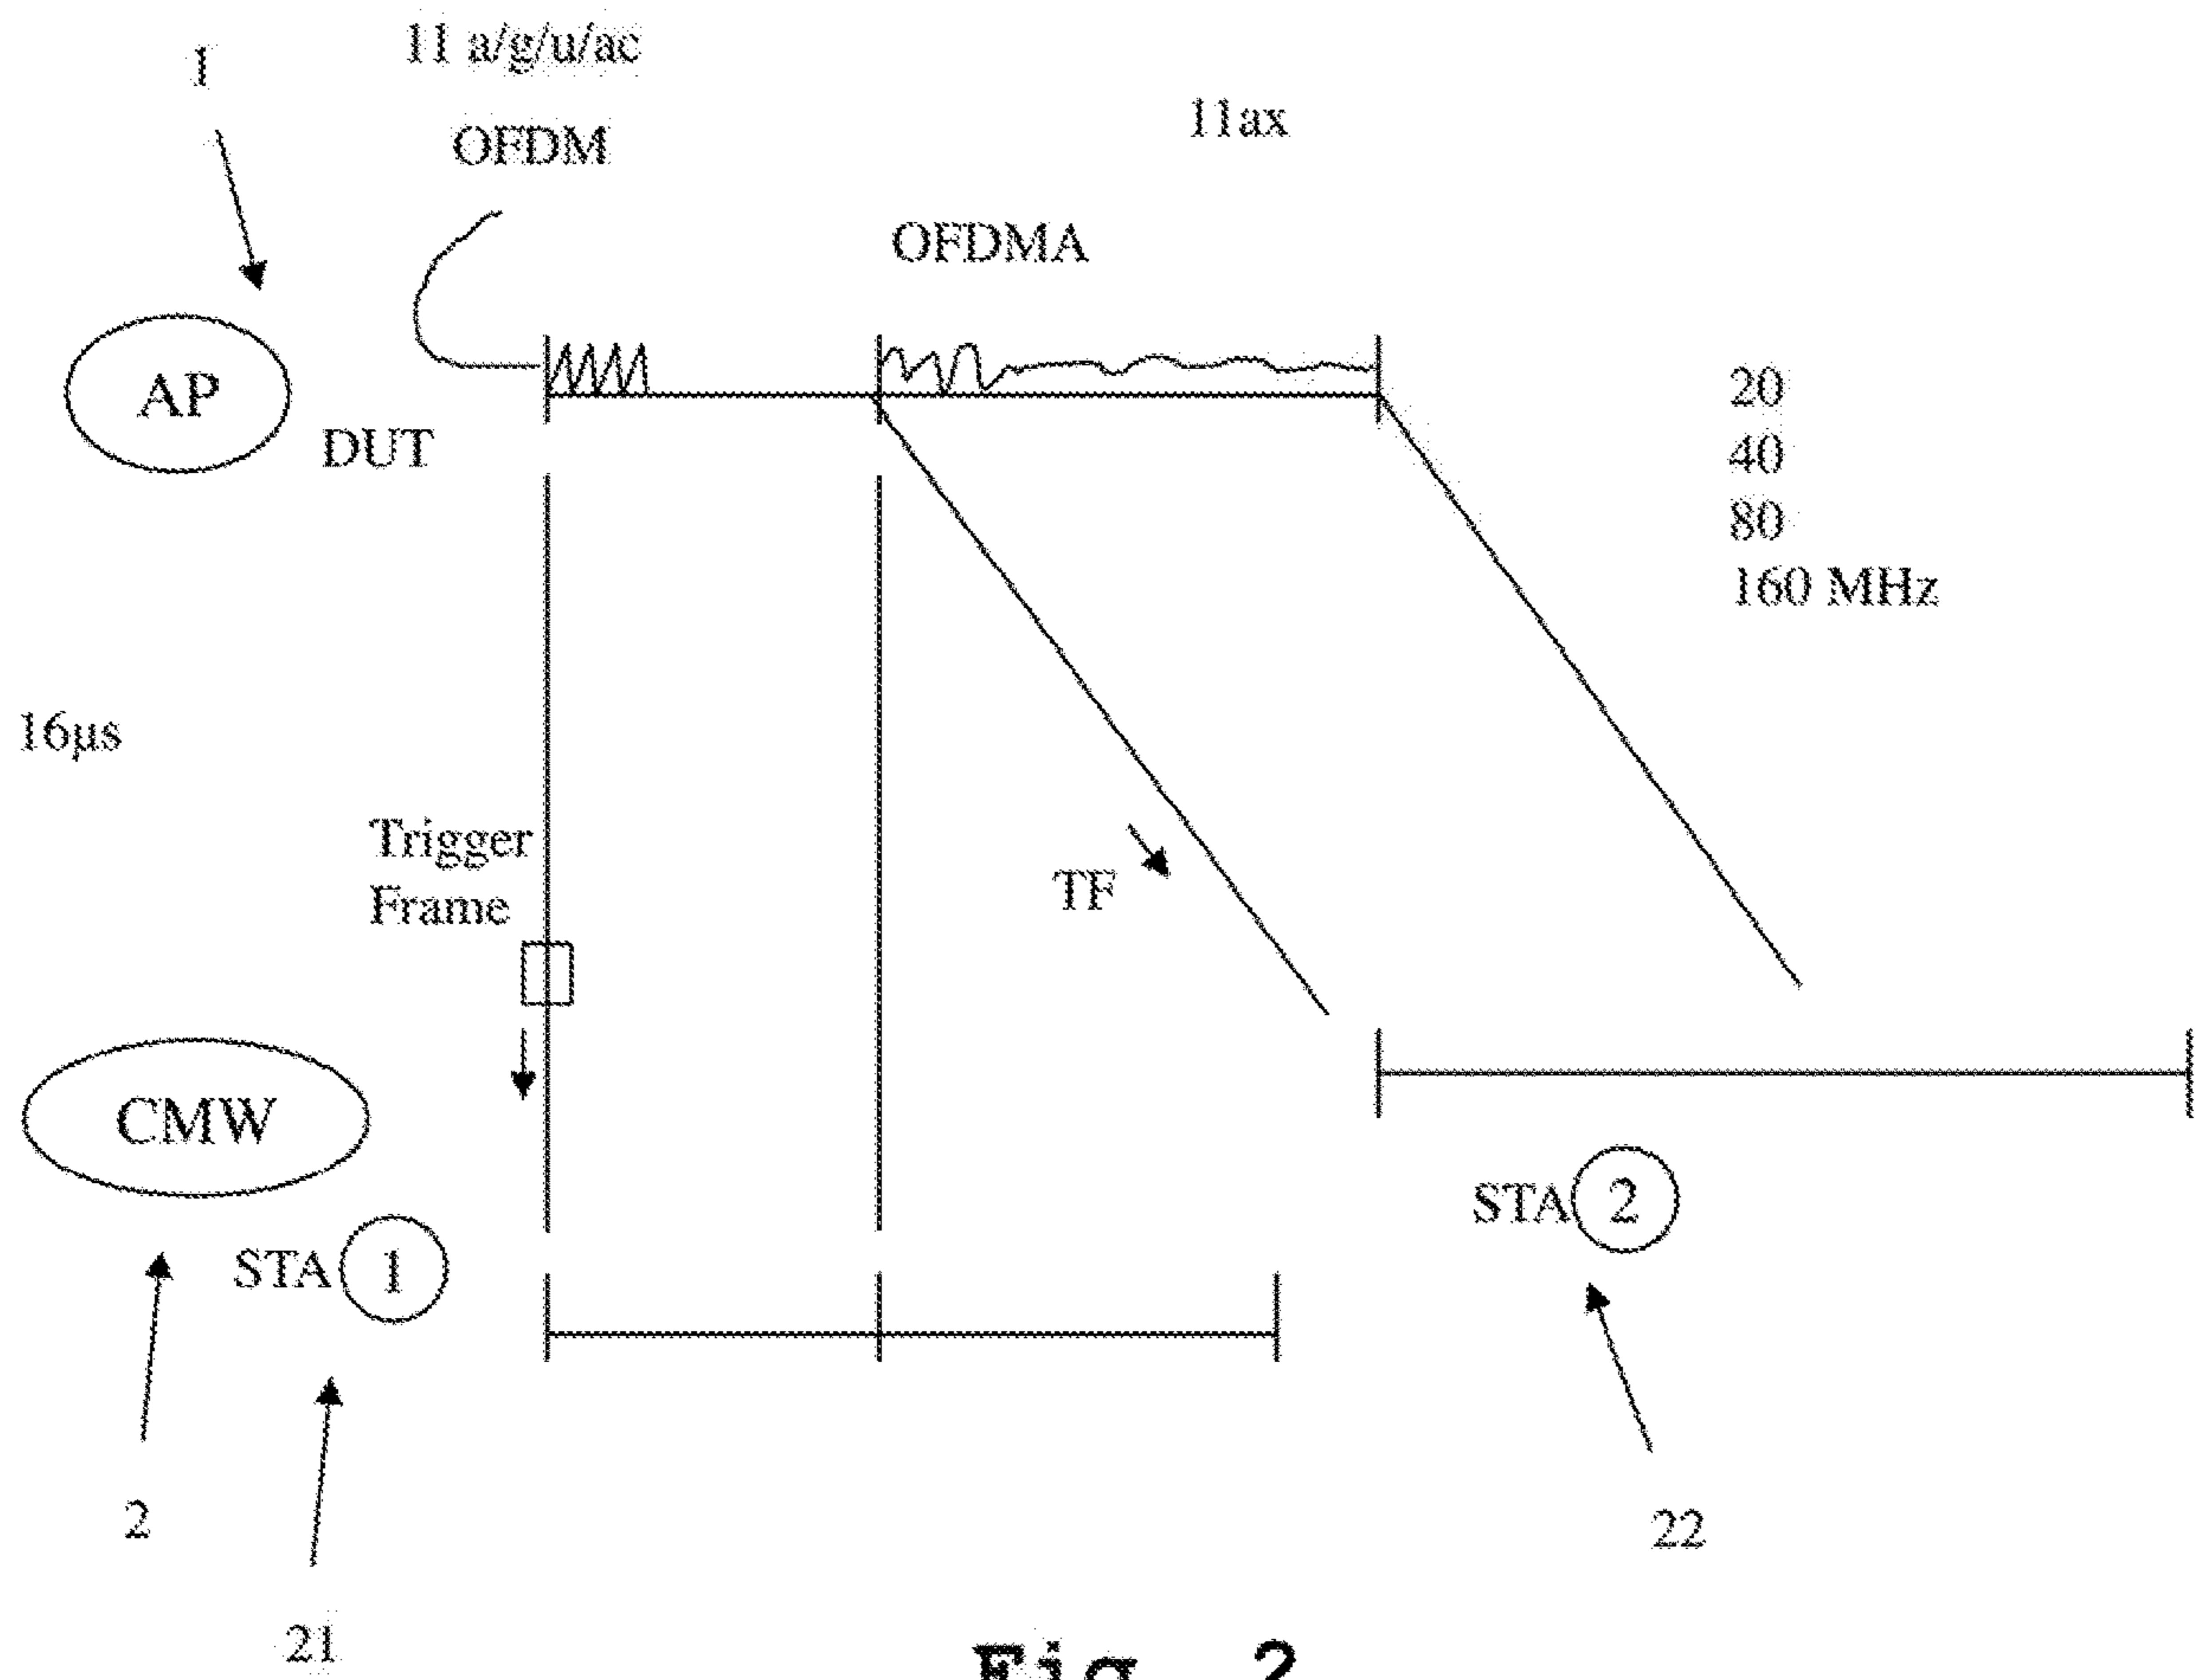 1
11 a/g/u/ac
OFDM
11ax
OFDMA
AP
DUT
20
40
80
160 MHz
16µs
Trigger
Frame
TF
CMW
STA 1
STA 2
2
21
22
Fig. 2